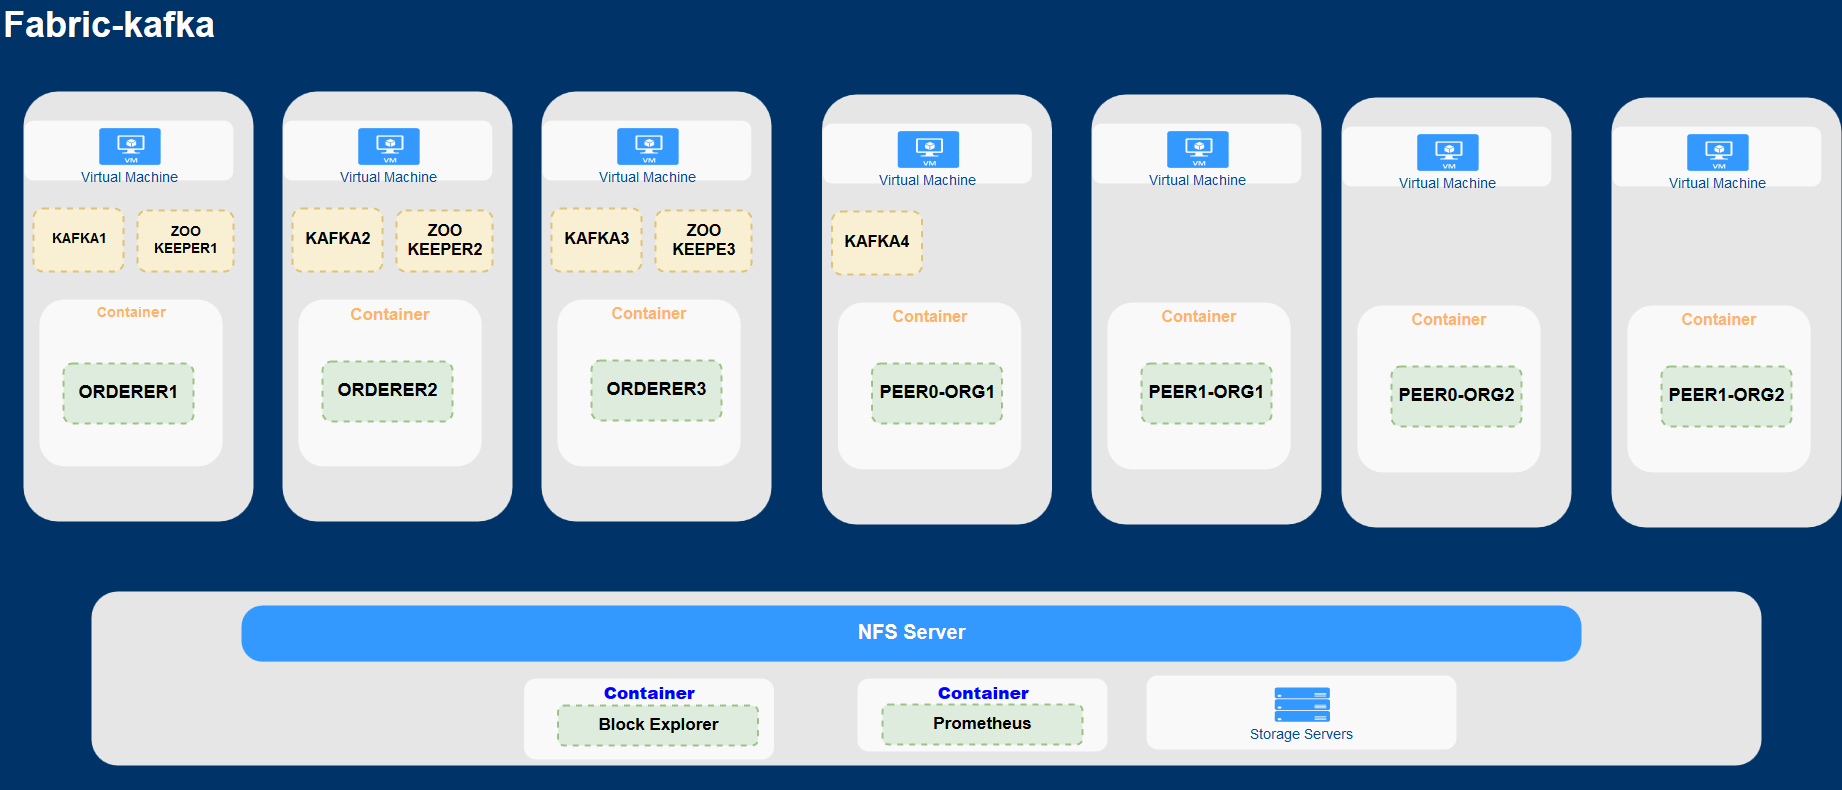 Fabric-kafka
VM
Virtual Machine
KAFKA1
ZOO
KEEPER1
Container
ORDERER1
VM
Virtual Machine
KAFKA2
ZOO
KEEPER2
Container
ORDERER2
VM
Virtual Machine
KAFKA3
ZOO
KEEPE3
Container
ORDERER3
VM
Virtual Machine
KAFKA4
Container
PEER0-ORG1
VM
Virtual Machine
Container
PEER1-ORG1
VM
Virtual Machine
Container
PEER0-ORG2
VM
Virtual Machine
Container
PEER1-ORG2
NFS Server
Container
Block Explorer
Container
Prometheus
Storage Servers